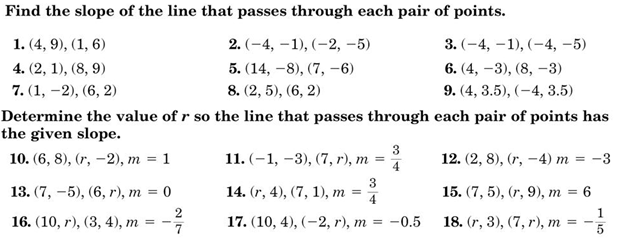 Find the slope of the line that passes through each pair of points.
1. (4, 9), (1, 6) 2. (−4, −1), (−2, −5) 3. (−4, −1), (−4, −5)
4. (2, 1), (8, 9) 5. (14, −8), (7, −6) 6. (4, −3), (8, −3)
7. (1, −2), (6, 2) 8. (2, 5), (6, 2) 9. (4, 3.5), (−4, 3.5)
Determine the value of r so the line that passes through each pair of points has
the given slope.
10. (6, 8), (r, −2), m = 1 11. (−1, −3), (7, r), m = 3/4 12. (2, 8), (r, −4) m = −3
13. (7, −5), (6, r), m = 0 14. (r, 4), (7, 1), m = 3/4 15. (7, 5), (r, 9), m = 6
16. (10, r), (3, 4), m = −2/7 17. (10, 4), (−2, r), m = −0.5 18. (r, 3), (7, r), m = −1/5